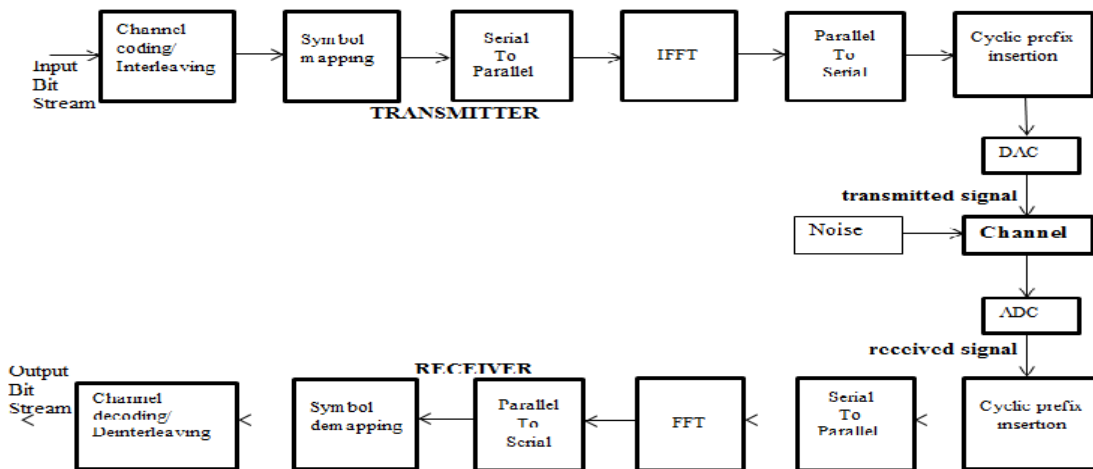 Channel
coding/
Interleaving
Symbol
mapping
Serial
To
Parallel
IFFT
Parallel
To
Serial
Cyclic prefix
insertion
Input
Bit
Stream
TRANSMITTER
DAC
transmitted signal
Noise
Channel
ADC
received signal
RECEIVER
Output
Bit
Stream
Channel
decoding/
Deinterleaving
Symbol
demapping
Parallel
To
Serial
FFT
Serial
To
Parallel
Cyclic prefix
insertion